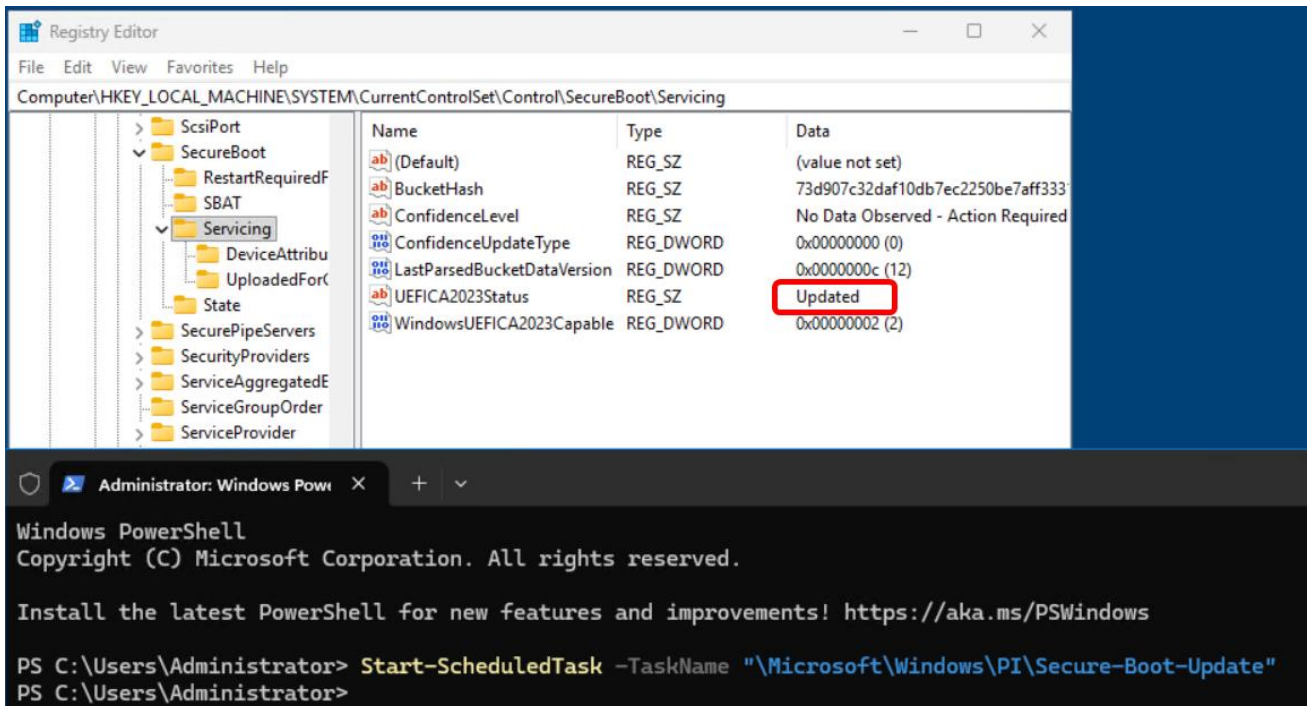 Registry Editor
File Edit View Favorites Help
Computer\HKEY_LOCAL_MACHINE\SYSTEM\CurrentControlSet\Control\SecureBoot\Servicing
ScsiPort
SecureBoot
RestartRequiredF
SBAT
Servicing
DeviceAttribu
UploadedFor
State
SecurePipeServers
SecurityProviders
ServiceAggregatedE
ServiceGroupOrder
ServiceProvider
Name Type Data
(Default) REG_SZ (value not set)
BucketHash REG_SZ 73d907c32daf10db7ec2250be7aff333
ConfidenceLevel REG_SZ No Data Observed - Action Required
ConfidenceUpdateType REG_DWORD 0x00000000 (0)
LastParsedBucketDataVersion REG_DWORD 0x0000000c (12)
UEFICA2023Status REG_SZ Updated
WindowsUEFICA2023Capable REG_DWORD 0x00000002 (2)
Administrator: Windows Powe
Windows PowerShell
Copyright (C) Microsoft Corporation. All rights reserved.
Install the latest PowerShell for new features and improvements! https://aka.ms/PSWindows
PS C:\Users\Administrator> Start-ScheduledTask -TaskName "\Microsoft\Windows\PI\Secure-Boot-Update"
PS C:\Users\Administrator>